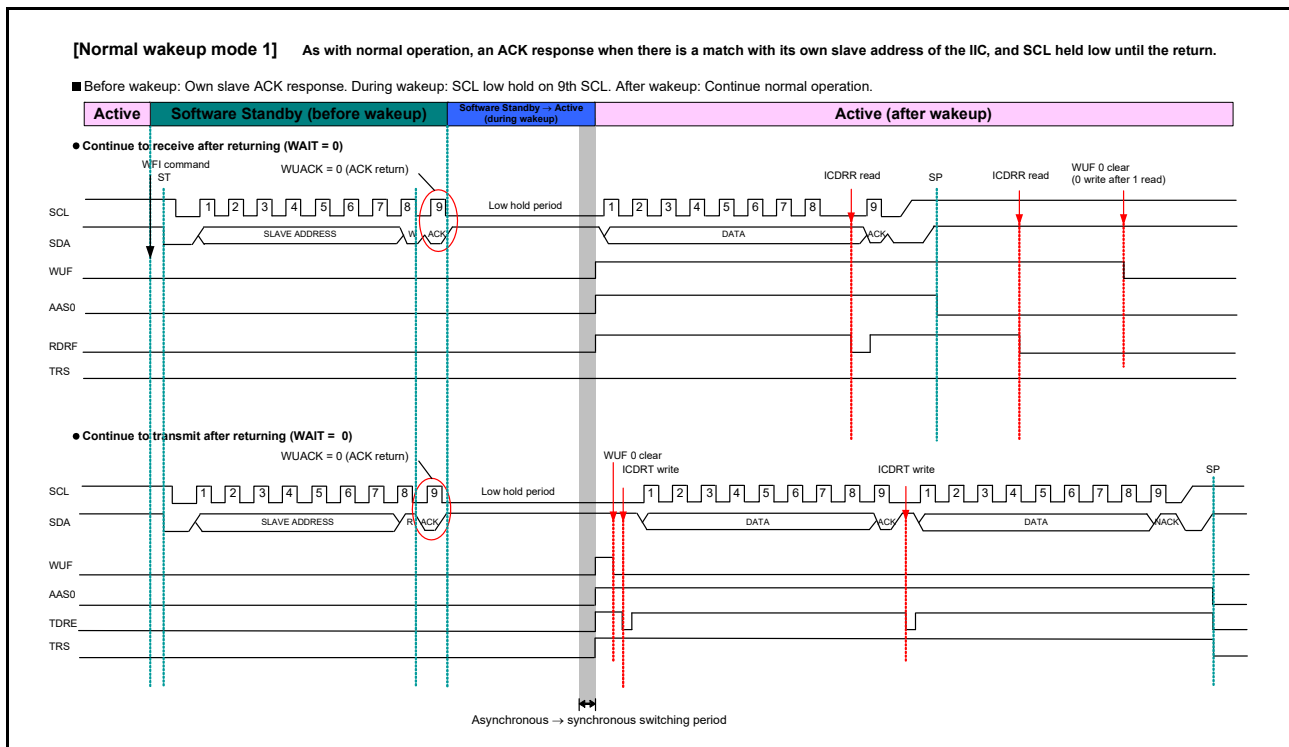 [Normal wakeup mode 1] As with normal operation, an ACK response when there is a match with its own slave address of the IIC, and SCL held low until the return.
■ Before wakeup: Own slave ACK response. During wakeup: SCL low hold on 9th SCL. After wakeup: Continue normal operation.
Active Software Standby (before wakeup) Software Standby → Active (during wakeup) Active (after wakeup)
● Continue to receive after returning (WAIT = 0)
WFI command
ST
WUACK = 0 (ACK return)
ICDRR read
SP
ICDRR read
WUF 0 clear
(0 write after 1 read)
SCL 1 2 3 4 5 6 7 8 9 Low hold period 1 2 3 4 5 6 7 8 9
SDA SLAVE ADDRESS W ACK DATA ACK
WUF
AAS0
RDRF
TRS
● Continue to transmit after returning (WAIT = 0)
WUACK = 0 (ACK return)
WUF 0 clear
ICDRT write
ICDRT write
SP
SCL 1 2 3 4 5 6 7 8 9 Low hold period 1 2 3 4 5 6 7 8 9 1 2 3 4 5 6 7 8 9
SDA SLAVE ADDRESS R ACK DATA ACK DATA NACK
WUF
AAS0
TDRE
TRS
Asynchronous → synchronous switching period